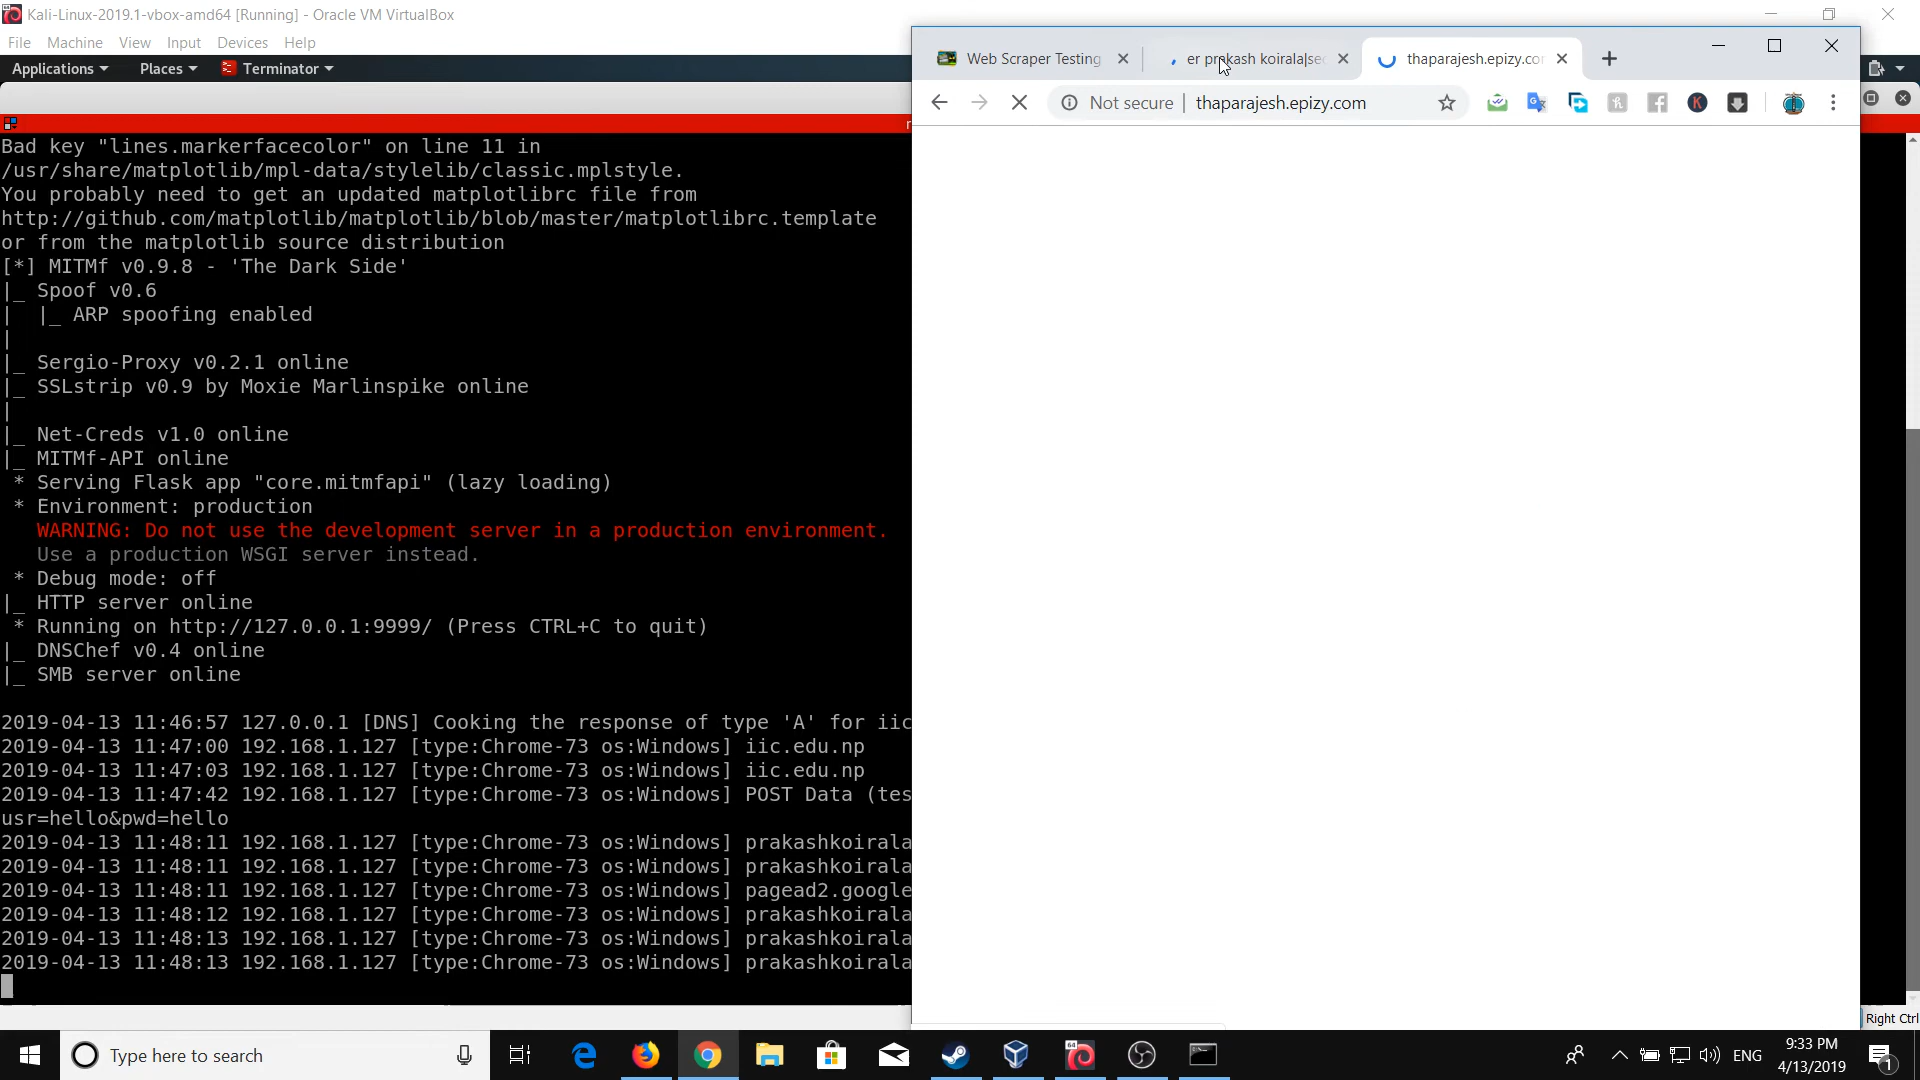 Kali-Linux-2019.1-vbox-amd64 [Running] - Oracle VM VirtualBox
File Machine View Input Devices Help
Applications Places Terminator
Web Scraper Testing
er prakash koirala|sec
thaparajesh.epizy.co
Not secure | thaparajesh.epizy.com
Bad key "lines.markerfacecolor" on line 11 in
/usr/share/matplotlib/mpl-data/stylelib/classic.mplstyle.
You probably need to get an updated matplotlibrc file from
http://github.com/matplotlib/matplotlib/blob/master/matplotlibrc.template
or from the matplotlib source distribution
[*] MITMf v0.9.8 - 'The Dark Side'
|_ Spoof v0.6
|  |_ ARP spoofing enabled
|
|_ Sergio-Proxy v0.2.1 online
|_ SSLstrip v0.9 by Moxie Marlinspike online
|
|_ Net-Creds v1.0 online
|_ MITMf-API online
* Serving Flask app "core.mitmfapi" (lazy loading)
* Environment: production
WARNING: Do not use the development server in a production environment.
Use a production WSGI server instead.
* Debug mode: off
|_ HTTP server online
* Running on http://127.0.0.1:9999/ (Press CTRL+C to quit)
|_ DNSChef v0.4 online
|_ SMB server online
2019-04-13 11:46:57 127.0.0.1 [DNS] Cooking the response of type 'A' for iic
2019-04-13 11:47:00 192.168.1.127 [type:Chrome-73 os:Windows] iic.edu.np
2019-04-13 11:47:03 192.168.1.127 [type:Chrome-73 os:Windows] iic.edu.np
2019-04-13 11:47:42 192.168.1.127 [type:Chrome-73 os:Windows] POST Data (tes
usr=hello&pwd=hello
2019-04-13 11:48:11 192.168.1.127 [type:Chrome-73 os:Windows] prakashkoirala
2019-04-13 11:48:11 192.168.1.127 [type:Chrome-73 os:Windows] prakashkoirala
2019-04-13 11:48:11 192.168.1.127 [type:Chrome-73 os:Windows] pagead2.google
2019-04-13 11:48:12 192.168.1.127 [type:Chrome-73 os:Windows] prakashkoirala
2019-04-13 11:48:13 192.168.1.127 [type:Chrome-73 os:Windows] prakashkoirala
2019-04-13 11:48:13 192.168.1.127 [type:Chrome-73 os:Windows] prakashkoirala
Right Ctrl
Type here to search
ENG
9:33 PM
4/13/2019
1